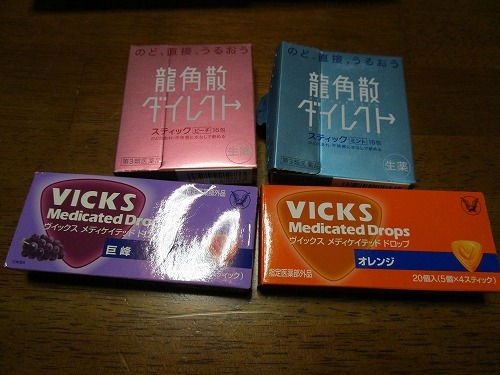 のど、直接、うるおう
龍角散
ダイレクト
スティック ピーチ 16包
第3類医薬品
生薬
のど、直接、うるおう
龍角散
ダイレクト
スティック ミント 16包
第3類医薬品
生薬
VICKS
Medicated Drops
ヴイックス メディケイテッド ドロップ
巨峰
VICKS
Medicated Drops
ヴイックス メディケイテッド ドロップ
オレンジ
指定医薬部外品
20個入(5個×4スティック)